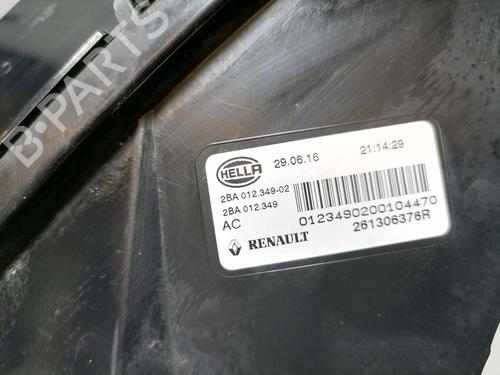 B-PARTS
HELLA
29.06.16 21:14:29
2BA 012.349-02
2BA 012.349
AC 0123490200104470
RENAULT 261306376R